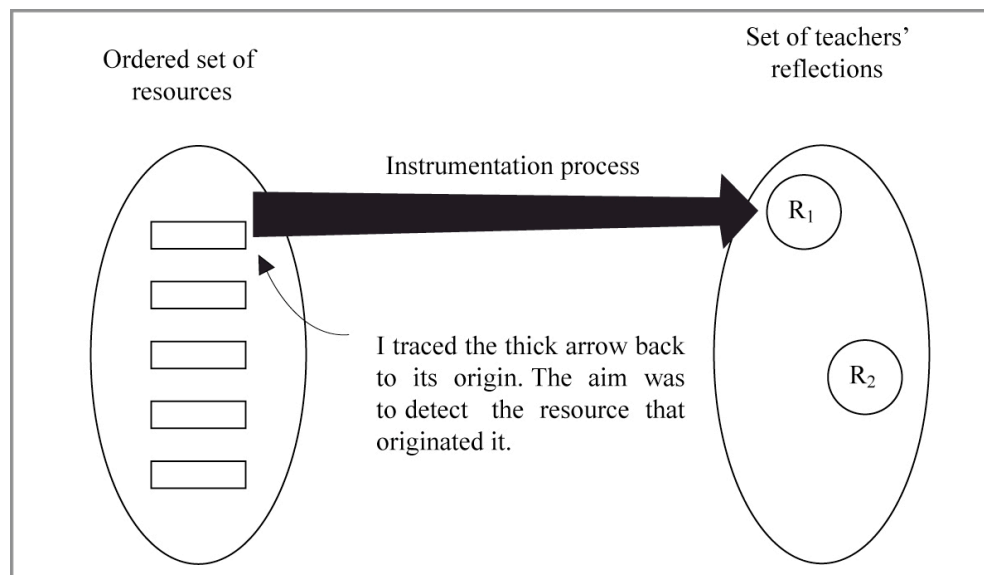 Ordered set of
resources
Set of teachers’
reflections
Instrumentation process
R₁
I traced the thick arrow back
to its origin. The aim was
to detect the resource that
originated it.
R₂